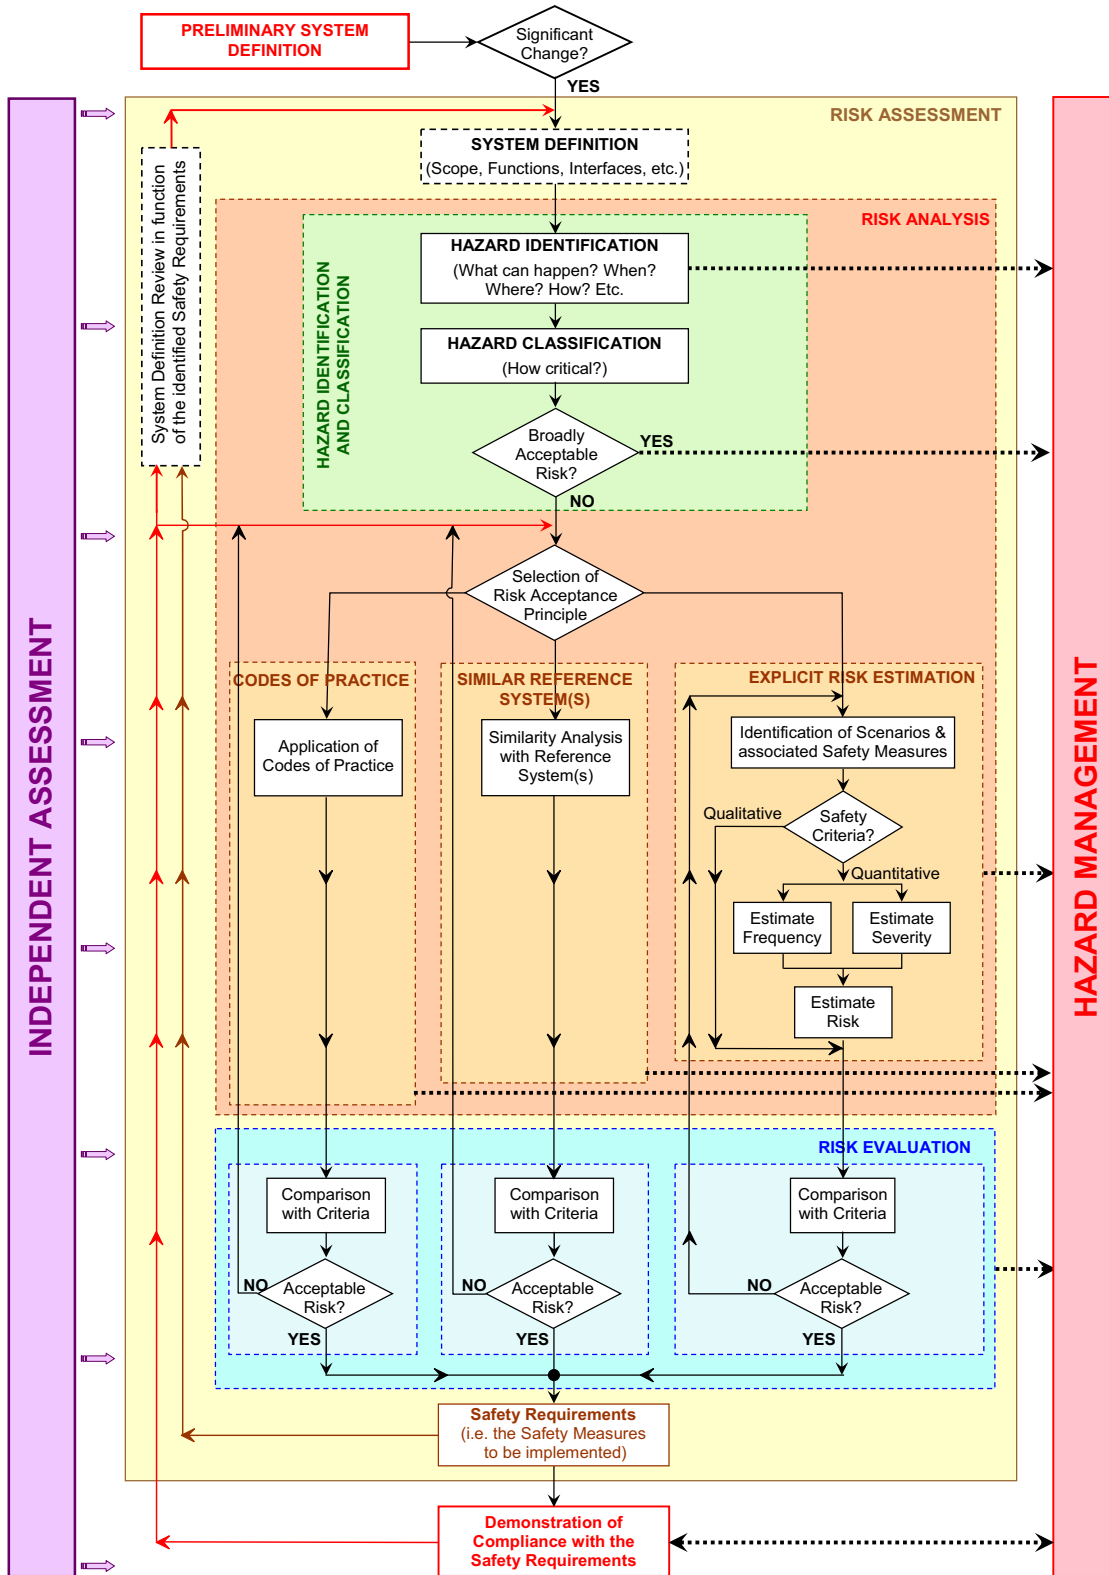 PRELIMINARY SYSTEM
DEFINITION
Significant
Change?
YES
RISK ASSESSMENT
SYSTEM DEFINITION
(Scope, Functions, Interfaces, etc.)
System Definition Review in function
of the identified Safety Requirements
RISK ANALYSIS
HAZARD IDENTIFICATION
AND CLASSIFICATION
HAZARD IDENTIFICATION
(What can happen? When?
Where? How? Etc.
HAZARD CLASSIFICATION
(How critical?)
Broadly
Acceptable
Risk?
YES
NO
Selection of
Risk Acceptance
Principle
INDEPENDENT ASSESSMENT
HAZARD MANAGEMENT
CODES OF PRACTICE
Application of
Codes of Practice
SIMILAR REFERENCE
SYSTEM(S)
Similarity Analysis
with Reference
System(s)
EXPLICIT RISK ESTIMATION
Identification of Scenarios &
associated Safety Measures
Qualitative
Safety
Criteria?
Quantitative
Estimate
Frequency
Estimate
Severity
Estimate
Risk
RISK EVALUATION
Comparison
with Criteria
Comparison
with Criteria
Comparison
with Criteria
NO
Acceptable
Risk?
YES
NO
Acceptable
Risk?
YES
NO
Acceptable
Risk?
YES
Safety Requirements
(i.e. the Safety Measures
to be implemented)
Demonstration of
Compliance with the
Safety Requirements